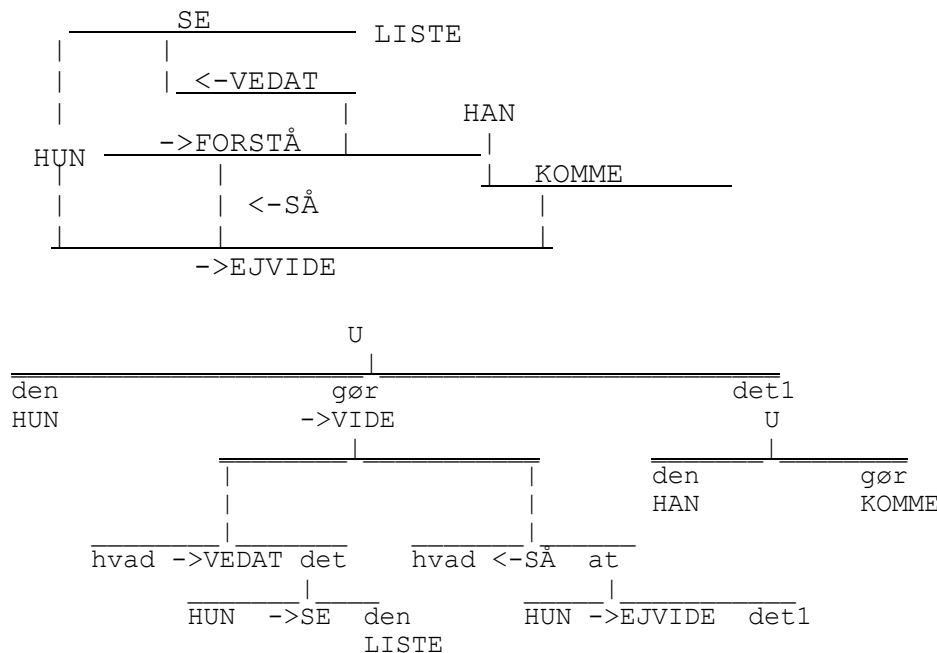 SE
LISTE
<-VEDAT
HAN
->FORSTÅ
HUN
KOMME
<-SÅ
->EJVIDE
U
den gør det1
HUN ->VIDE U
den gør
HAN KOMME
hvad ->VEDAT det hvad <-SÅ at
HUN ->SE den HUN ->EJVIDE det1
LISTE